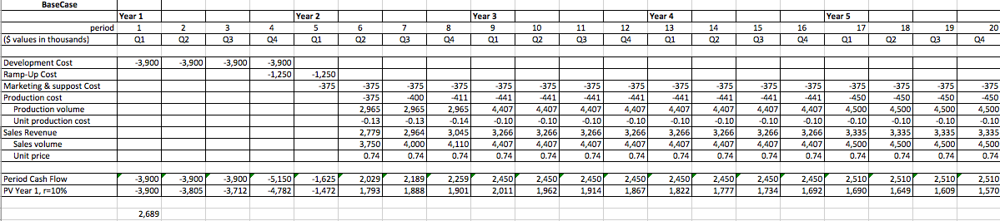 BaseCase
Year 1 Year 2 Year 3 Year 4 Year 5
period 1 2 3 4 5 6 7 8 9 10 11 12 13 14 15 16 17 18 19 20
($ values in thousands) Q1 Q2 Q3 Q4 Q1 Q2 Q3 Q4 Q1 Q2 Q3 Q4 Q1 Q2 Q3 Q4 Q1 Q2 Q3 Q4
Development Cost -3,900 -3,900 -3,900 -3,900
Ramp-Up Cost -1,250 -1,250
Marketing & suppost Cost -375 -375 -375 -375 -375 -375 -375 -375 -375 -375 -375 -375 -375 -375 -375 -375
Production cost -375 -400 -411 -441 -441 -441 -441 -441 -441 -441 -441 -450 -450 -450 -450
Production volume 2,965 2,965 2,965 4,407 4,407 4,407 4,407 4,407 4,407 4,407 4,407 4,500 4,500 4,500 4,500
Unit production cost -0.13 -0.13 -0.14 -0.10 -0.10 -0.10 -0.10 -0.10 -0.10 -0.10 -0.10 -0.10 -0.10 -0.10 -0.10
Sales Revenue 2,779 2,964 3,045 3,266 3,266 3,266 3,266 3,266 3,266 3,266 3,266 3,335 3,335 3,335 3,335
Sales volume 3,750 4,000 4,110 4,407 4,407 4,407 4,407 4,407 4,407 4,407 4,407 4,500 4,500 4,500 4,500
Unit price 0.74 0.74 0.74 0.74 0.74 0.74 0.74 0.74 0.74 0.74 0.74 0.74 0.74 0.74 0.74
Period Cash Flow -3,900 -3,900 -3,900 -5,150 -1,625 2,029 2,189 2,259 2,450 2,450 2,450 2,450 2,450 2,450 2,450 2,450 2,510 2,510 2,510 2,510
PV Year 1, r=10% -3,900 -3,805 -3,712 -4,782 -1,472 1,793 1,888 1,901 2,011 1,962 1,914 1,867 1,822 1,777 1,734 1,692 1,690 1,649 1,609 1,570
2,689